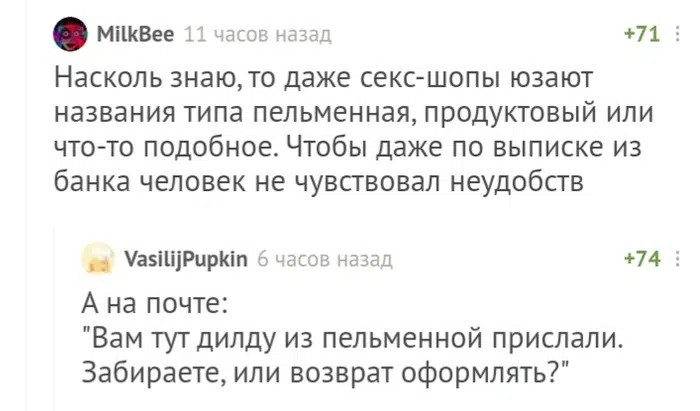 MilkBee 11 часов назад +71
Насколь знаю, то даже секс-шопы юзают
названия типа пельменная, продуктовый или
что-то подобное. Чтобы даже по выписке из
банка человек не чувствовал неудобств
VasilijPupkin 6 часов назад +74
А на почте:
"Вам тут дилду из пельменной прислали.
Забираете, или возврат оформлять?"